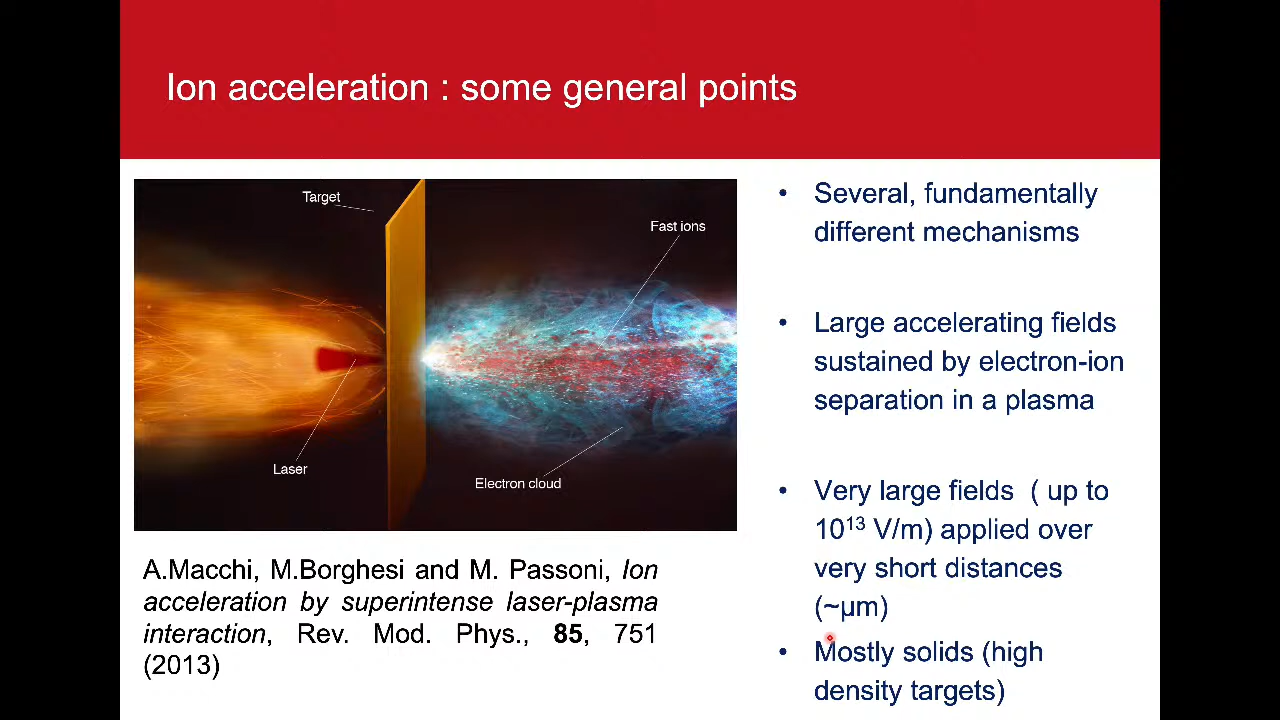 Ion acceleration : some general points
Target
Fast ions
Laser
Electron cloud
A.Macchi, M.Borghesi and M. Passoni, Ion
acceleration by superintense laser-plasma
interaction, Rev. Mod. Phys., 85, 751
(2013)
• Several, fundamentally
different mechanisms
• Large accelerating fields
sustained by electron-ion
separation in a plasma
• Very large fields ( up to
10¹³ V/m) applied over
very short distances
(~μm)
• Mostly solids (high
density targets)